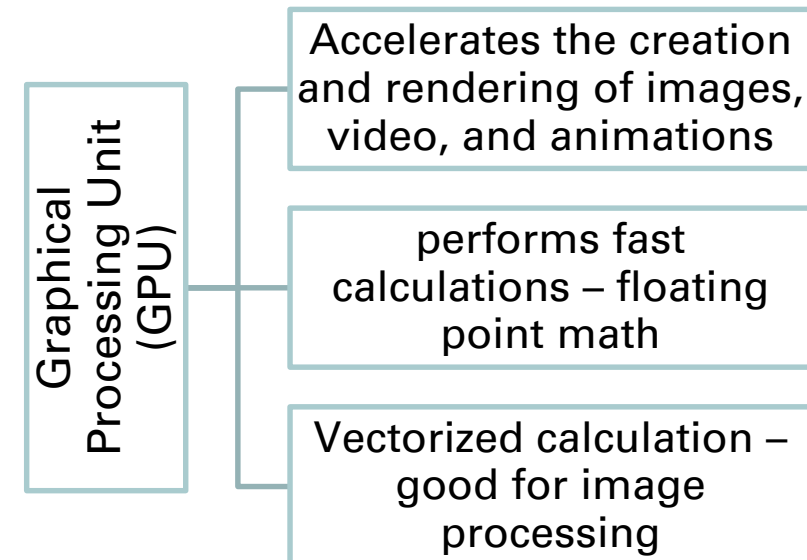 Graphical
Processing Unit
(GPU)
Accelerates the creation
and rendering of images,
video, and animations
performs fast
calculations – floating
point math
Vectorized calculation –
good for image
processing